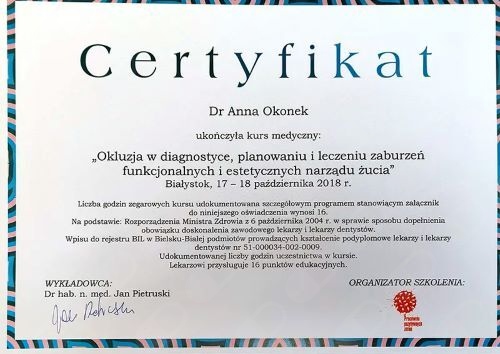 Certyfikat
Dr Anna Okonek
ukończyła kurs medyczny:
„Okluzja w diagnostyce, planowaniu i leczeniu zaburzeń
funkcjonalnych i estetycznych narządu żucia"
Białystok, 17 – 18 października 2018 r.
Liczba godzin zegarowych kursu udokumentowana szczegółowym programem stanowiącym załącznik
do niniejszego oświadczenia wynosi 16.
Na podstawie: Rozporządzenia Ministra Zdrowia z 6 października 2004 r. w sprawie sposobu dopełnienia
obowiązku doskonalenia zawodowego lekarzy i lekarzy dentystów.
Wpisu do rejestru BIL w Bielsku-Białej podmiotów prowadzących kształcenie podyplomowe lekarzy i lekarzy
dentystów nr 51-000034-002-0009.
Udokumentowanej liczby godzin uczestnictwa w kursie.
Lekarzowi przysługuje 16 punktów edukacyjnych.
WYKŁADOWCA:
Dr hab. n. med. Jan Pietruski
ORGANIZATOR SZKOLENIA: